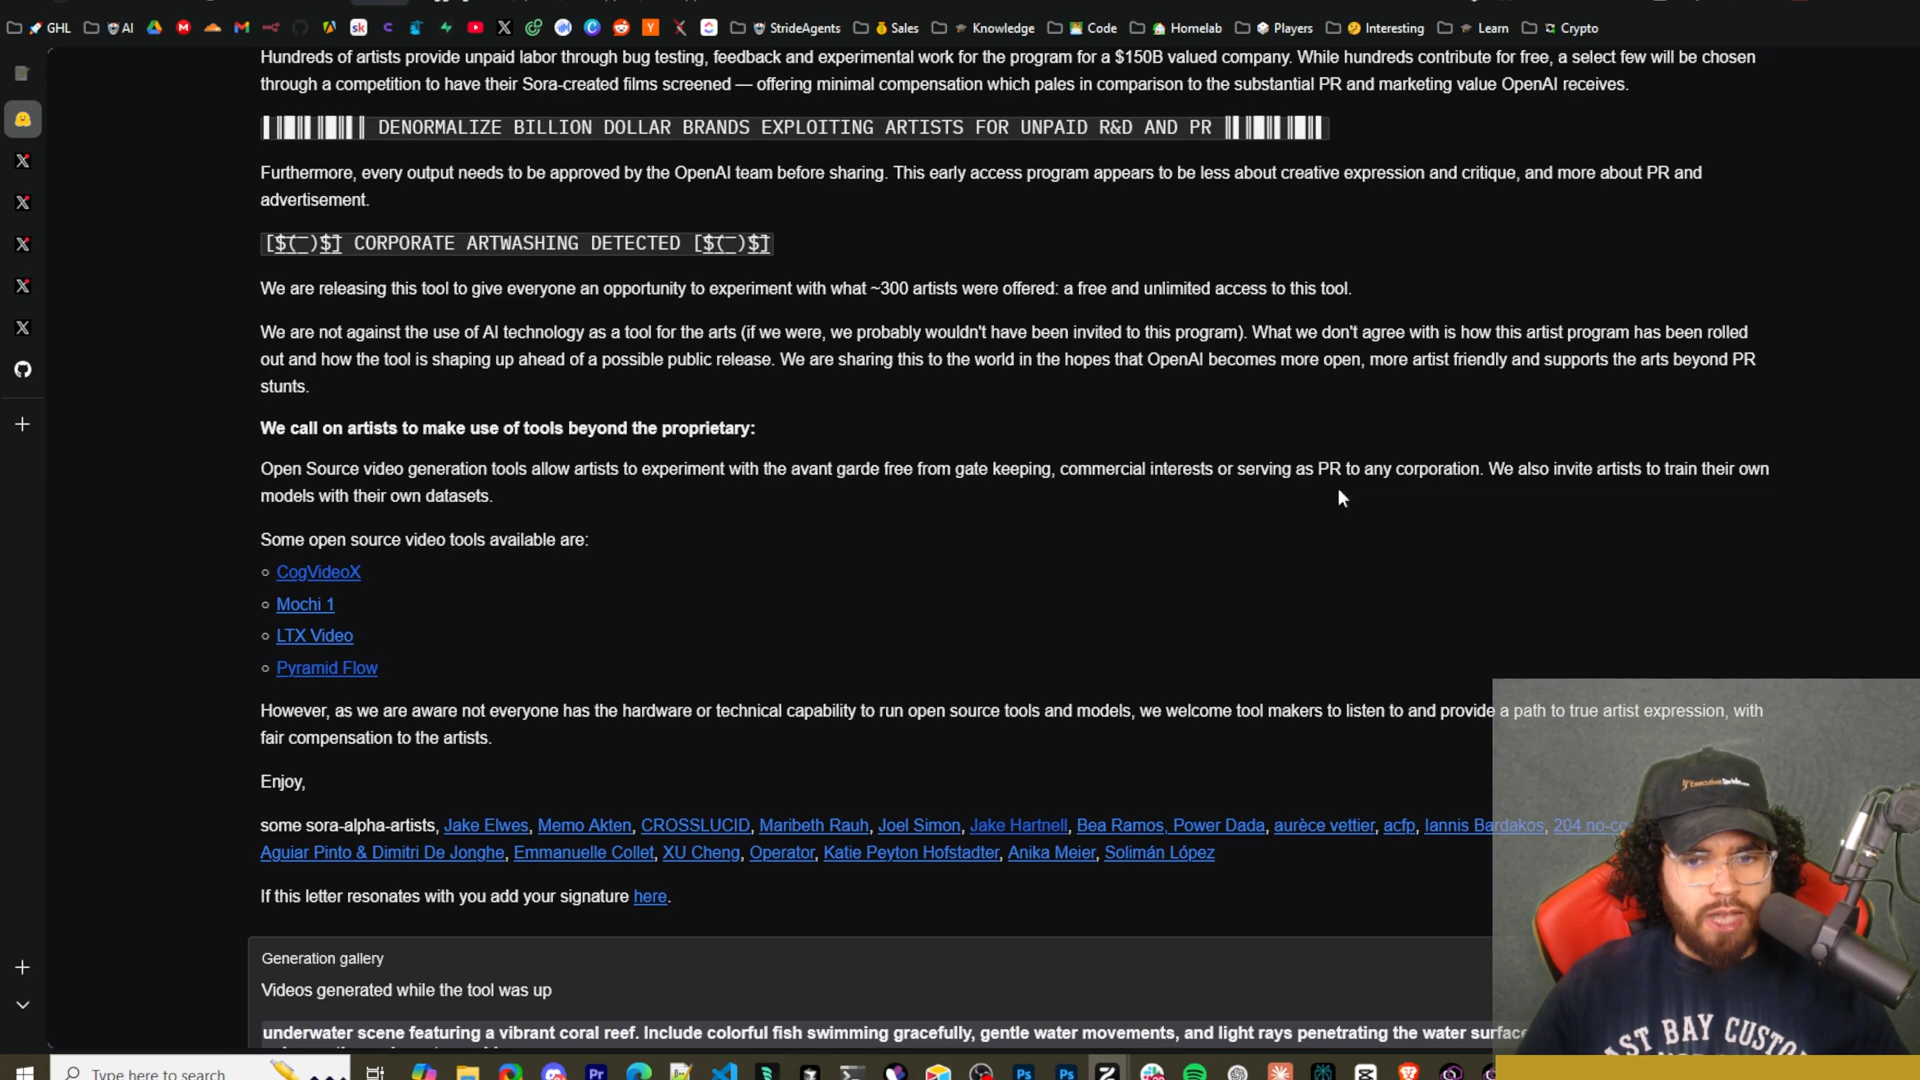 GHL AI StrideAgents Sales Knowledge Code Homelab Players Interesting Learn Crypto
Hundreds of artists provide unpaid labor through bug testing, feedback and experimental work for the program for a $150B valued company. While hundreds contribute for free, a select few will be chosen
through a competition to have their Sora-created films screened — offering minimal compensation which pales in comparison to the substantial PR and marketing value OpenAI receives.
DENORMALIZE BILLION DOLLAR BRANDS EXPLOITING ARTISTS FOR UNPAID R&D AND PR
Furthermore, every output needs to be approved by the OpenAI team before sharing. This early access program appears to be less about creative expression and critique, and more about PR and
advertisement.
[$(‾)$] CORPORATE ARTWASHING DETECTED [$(‾)$]
We are releasing this tool to give everyone an opportunity to experiment with what ~300 artists were offered: a free and unlimited access to this tool.
We are not against the use of AI technology as a tool for the arts (if we were, we probably wouldn't have been invited to this program). What we don't agree with is how this artist program has been rolled
out and how the tool is shaping up ahead of a possible public release. We are sharing this to the world in the hopes that OpenAI becomes more open, more artist friendly and supports the arts beyond PR
stunts.
We call on artists to make use of tools beyond the proprietary:
Open Source video generation tools allow artists to experiment with the avant garde free from gate keeping, commercial interests or serving as PR to any corporation. We also invite artists to train their own
models with their own datasets.
Some open source video tools available are:
CogVideoX
Mochi 1
LTX Video
Pyramid Flow
However, as we are aware not everyone has the hardware or technical capability to run open source tools and models, we welcome tool makers to listen to and provide a path to true artist expression, with
fair compensation to the artists.
Enjoy,
some sora-alpha-artists, Jake Elwes, Memo Akten, CROSSLUCID, Maribeth Rauh, Joel Simon, Jake Hartnell, Bea Ramos, Power Dada, aurèce vettier, acfp, Iannis Bardakos, 204 no-co
Aguiar Pinto & Dimitri De Jonghe, Emmanuelle Collet, XU Cheng, Operator, Katie Peyton Hofstadter, Anika Meier, Solimán López
If this letter resonates with you add your signature here.
Generation gallery
Videos generated while the tool was up
underwater scene featuring a vibrant coral reef. Include colorful fish swimming gracefully, gentle water movements, and light rays penetrating the water surface
ExecutiveStride.com
EAST BAY CUSTO
Type here to search